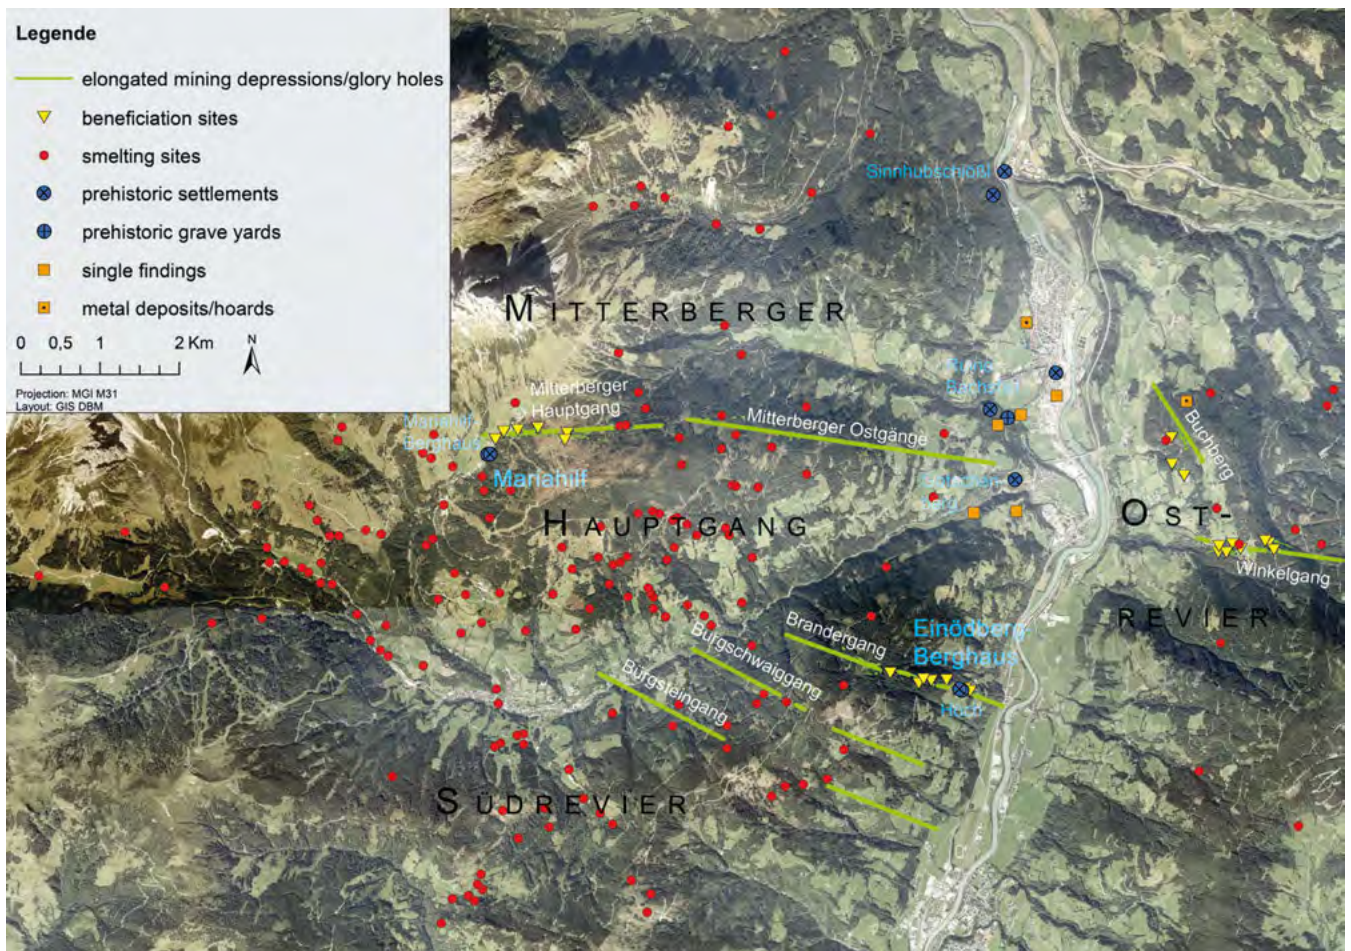 Legende
elongated mining depressions/glory holes
beneficiation sites
smelting sites
prehistoric settlements
prehistoric grave yards
single findings
metal deposits/hoards
0 0,5 1 2 Km
N
Projection: MGI M31
Layout: GIS DBM
Sinnhubschlößl
MITTERBERGER
Mitterberger
Hauptgang
Mariahilf
Berghaus
Mitterberger Ostgänge
Mariahilf
Buchberg
HAUPTGANG
OST-
Winkelgang
REVIER
Brandergang
Einödberg-
Berghaus
Burgschwaiggang
Bürgsteingang
SÜDREVIER